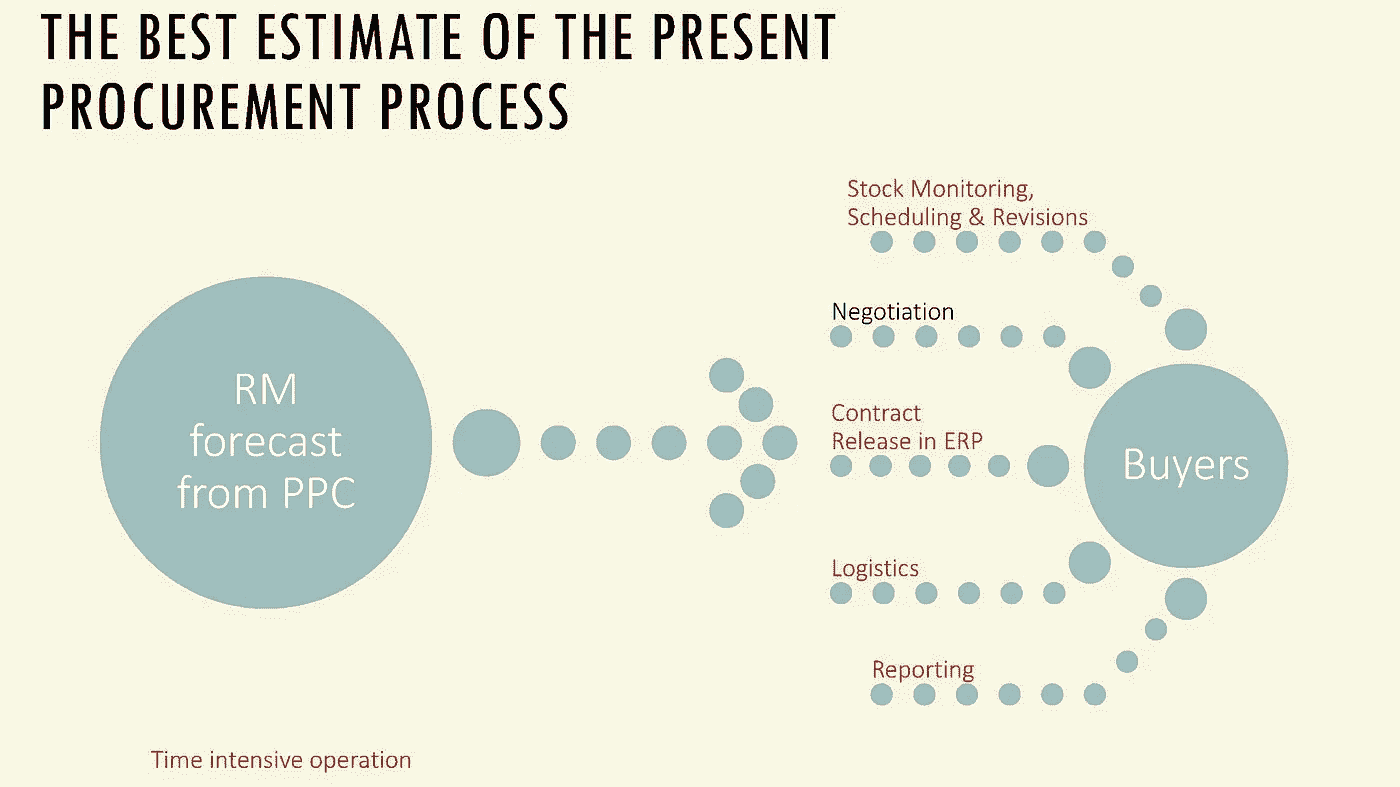 THE BEST ESTIMATE OF THE PRESENT
PROCUREMENT PROCESS
Stock Monitoring,
Scheduling & Revisions
Negotiation
RM
forecast
from PPC
Contract
Release in ERP
Buyers
Logistics
Reporting
Time intensive operation